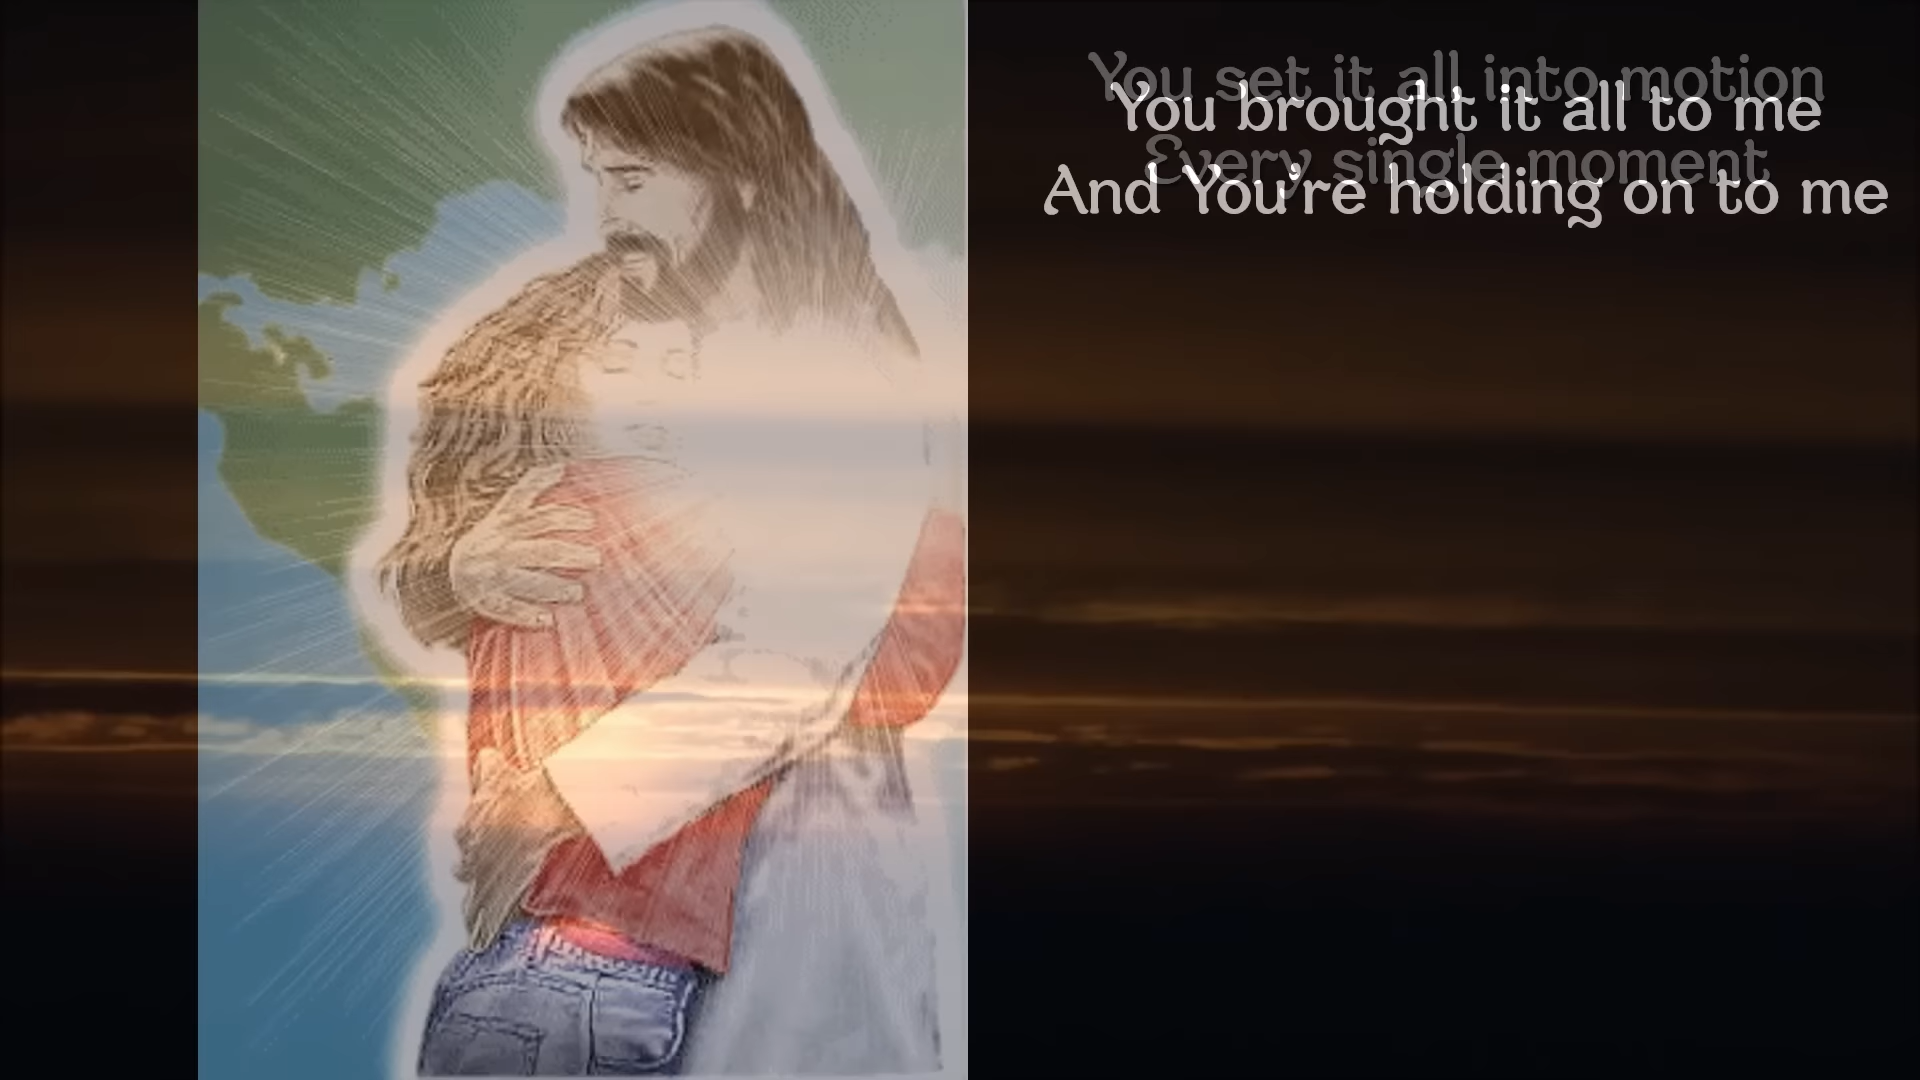 You set it all into motion
You brought it all to me
Every single moment
And You're holding on to me